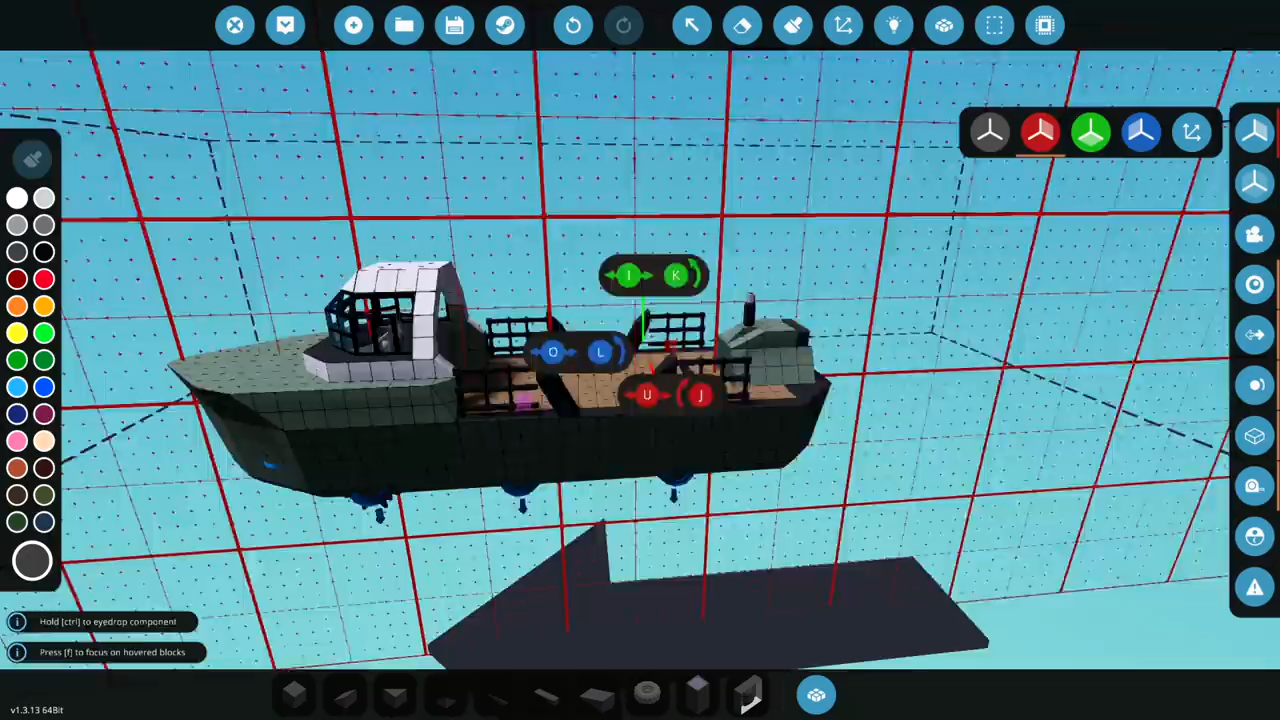 I K
O L
U J
Hold [ctrl] to eyedrop component
Press [f] to focus on hovered blocks
v1.3.13 64Bit